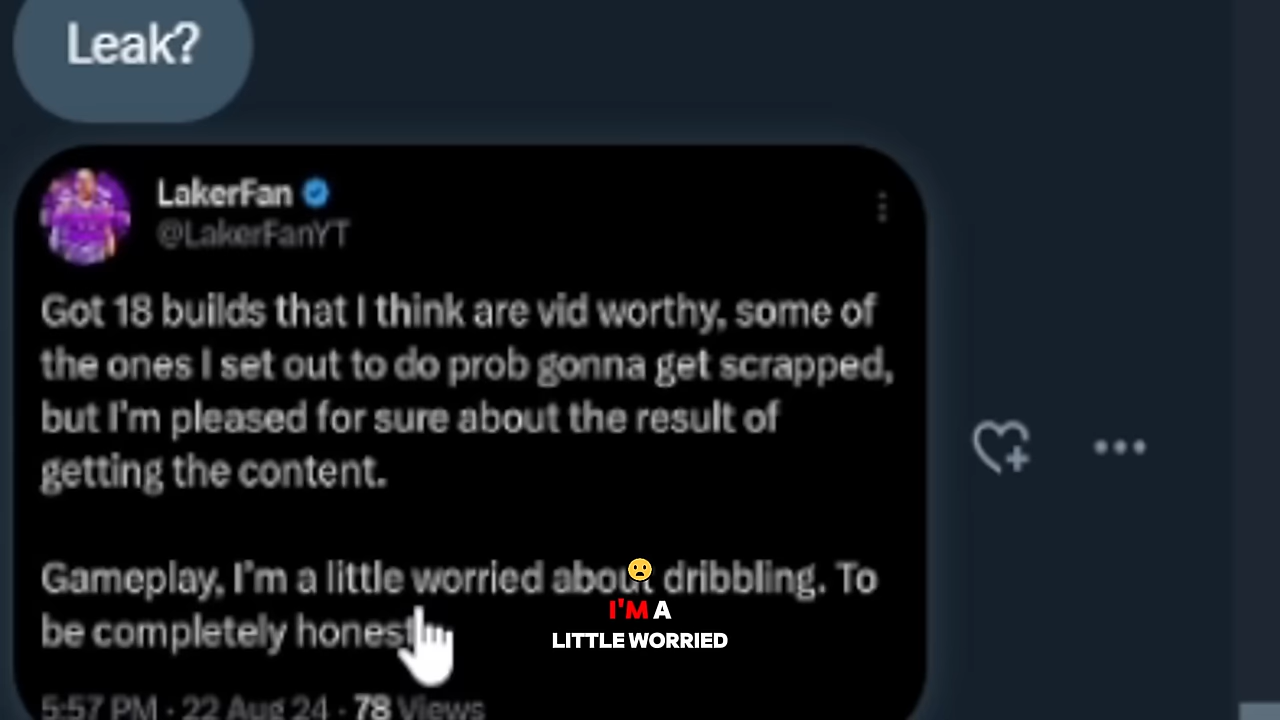 Leak?
LakerFan
@LakerFanYT
Got 18 builds that I think are vid worthy, some of
the ones I set out to do prob gonna get scrapped,
but I'm pleased for sure about the result of
getting the content.
Gameplay, I'm a little worried about dribbling. To
be completely honest
I'M A
LITTLE WORRIED
5:57 PM · 22 Aug 24 · 78 Views